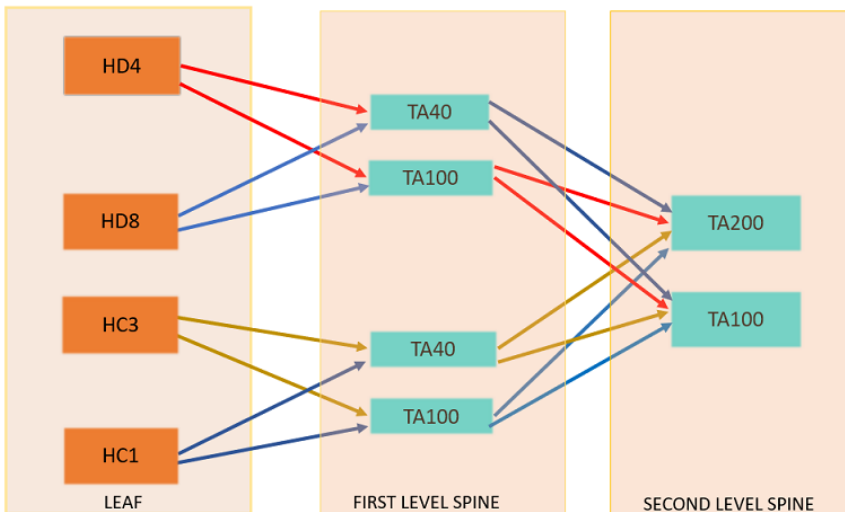 HD4
HD8
HC3
HC1
LEAF
TA40
TA100
TA40
TA100
FIRST LEVEL SPINE
TA200
TA100
SECOND LEVEL SPINE